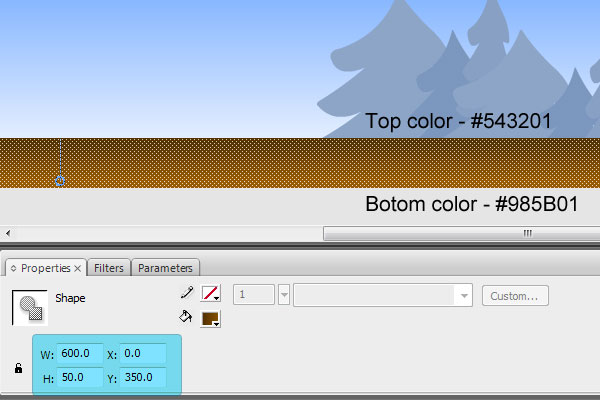 Top color - #543201
Botom color - #985B01
Properties Filters Parameters
Shape 1 Custom...
W: 600.0 X: 0.0
H: 50.0 Y: 350.0